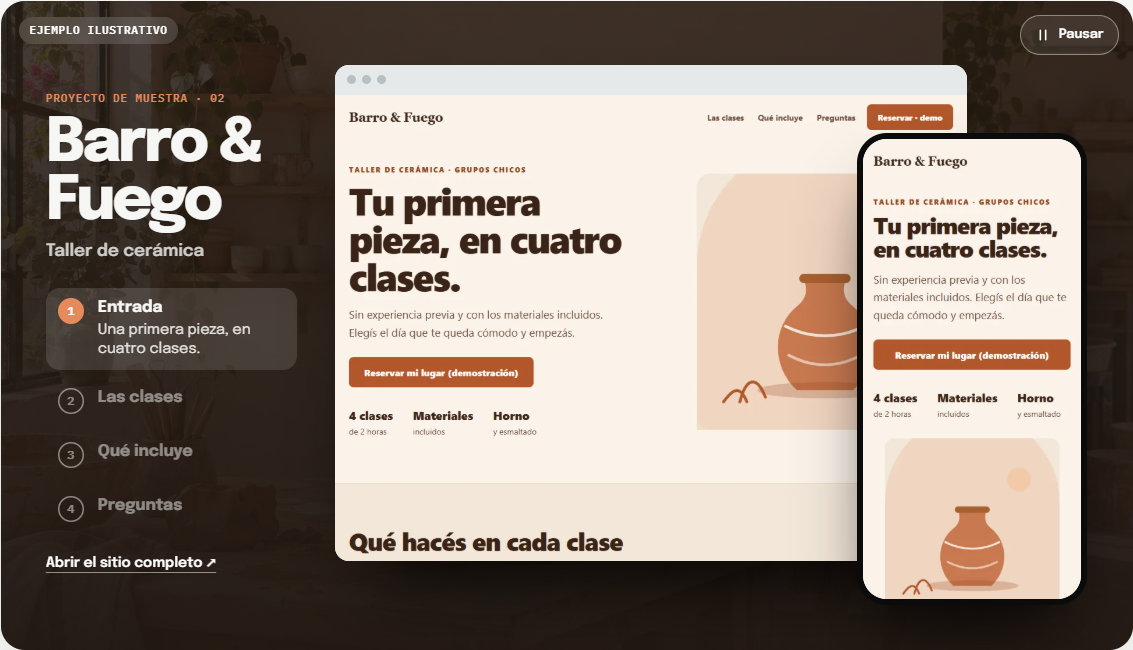 EJEMPLO ILUSTRATIVO
Pausar
PROYECTO DE MUESTRA · 02
Barro &
Fuego
Taller de cerámica
1 Entrada
Una primera pieza, en
cuatro clases.
2 Las clases
3 Qué incluye
4 Preguntas
Abrir el sitio completo ↗
Barro & Fuego
Las clases Qué incluye Preguntas Reservar · demo
TALLER DE CERÁMICA · GRUPOS CHICOS
Tu primera
pieza, en cuatro
clases.
Sin experiencia previa y con los materiales incluidos.
Elegís el día que te queda cómodo y empezás.
Reservar mi lugar (demostración)
4 clases Materiales Horno
de 2 horas incluidos y esmaltado
Qué hacés en cada clase
Barro & Fuego
TALLER DE CERÁMICA · GRUPOS CHICOS
Tu primera pieza,
en cuatro clases.
Sin experiencia previa y con los
materiales incluidos. Elegís el día que te
queda cómodo y empezás.
Reservar mi lugar (demostración)
4 clases Materiales Horno
de 2 horas incluidos y esmaltado